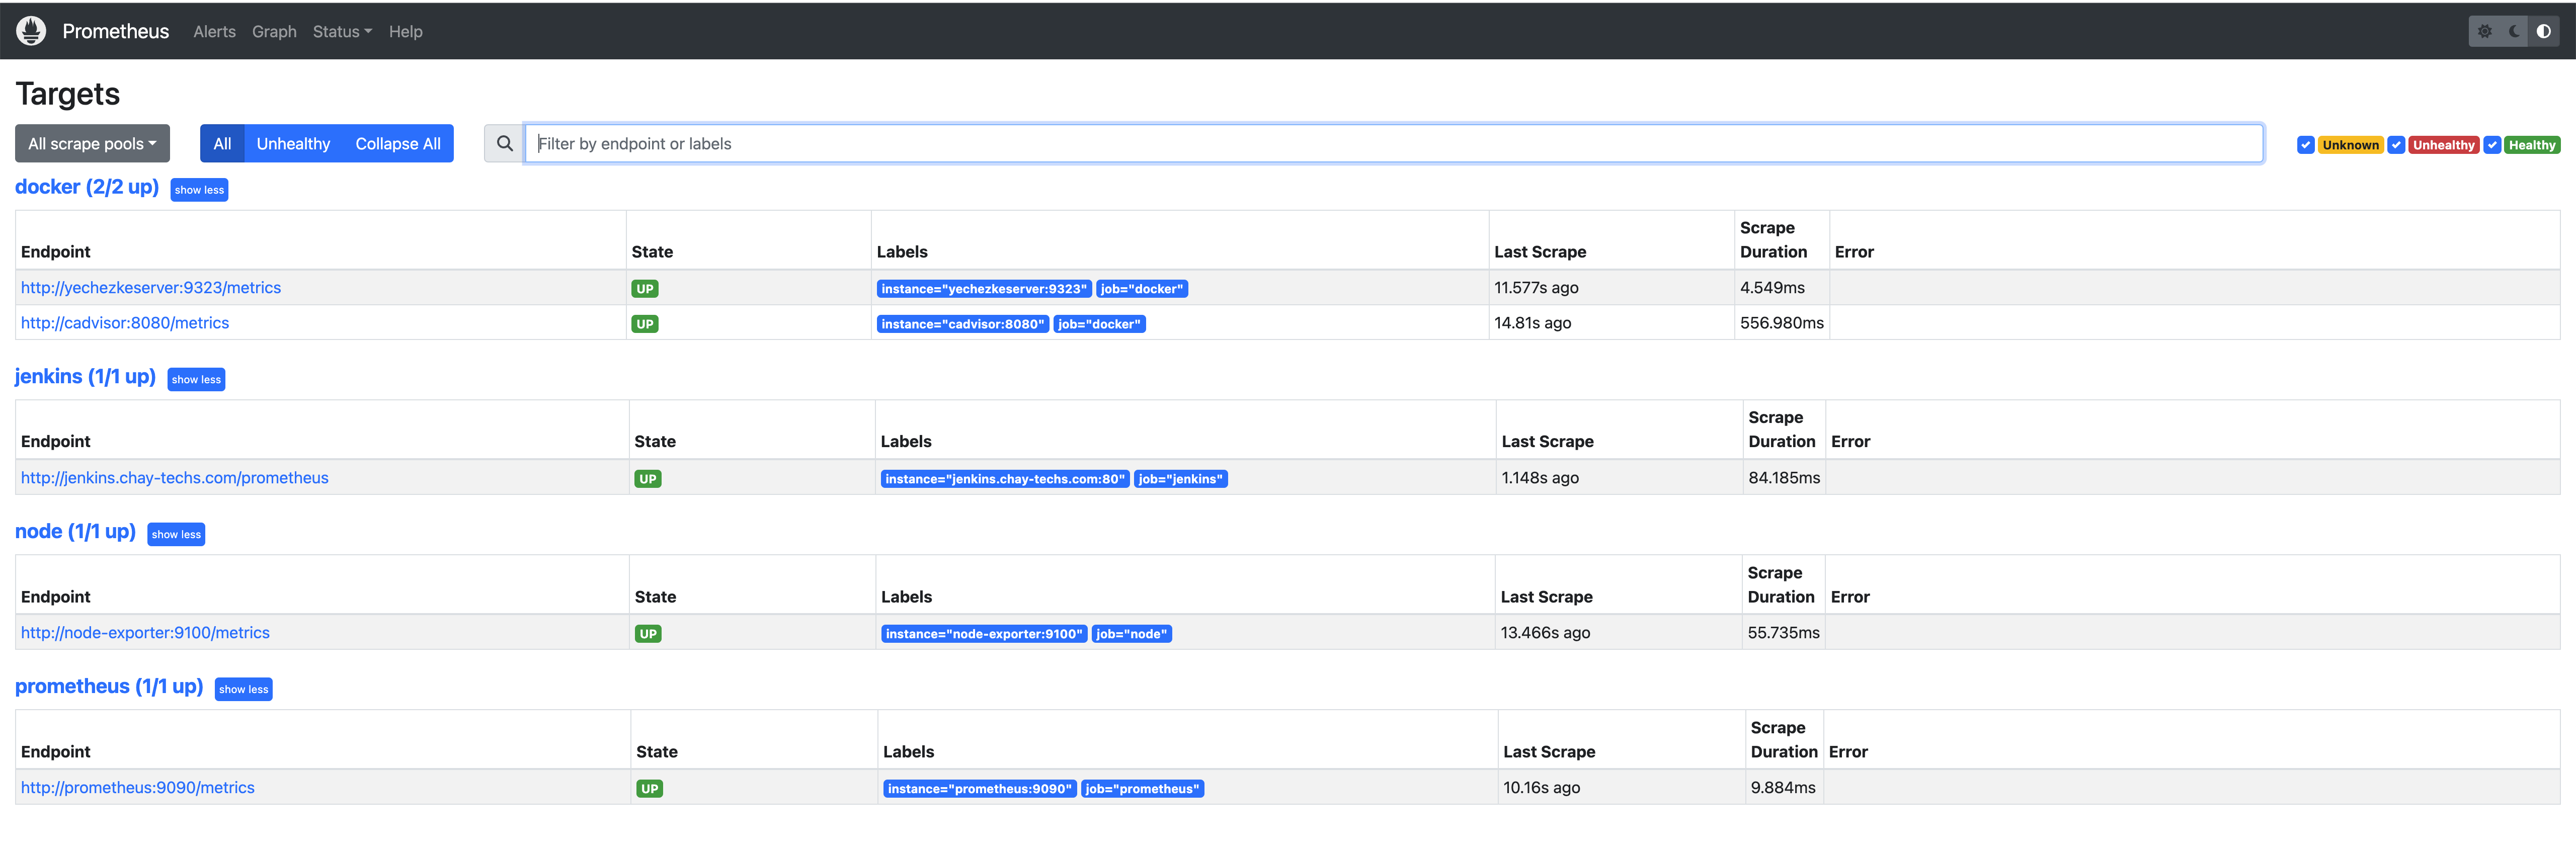 Prometheus Alerts Graph Status Help
Targets
All scrape pools All Unhealthy Collapse All Filter by endpoint or labels Unknown Unhealthy Healthy
docker (2/2 up) show less
Endpoint State Labels Last Scrape Scrape Duration Error
http://yechezkeserver:9323/metrics UP instance="yechezkeserver:9323" job="docker" 11.577s ago 4.549ms
http://cadvisor:8080/metrics UP instance="cadvisor:8080" job="docker" 14.81s ago 556.980ms
jenkins (1/1 up) show less
Endpoint State Labels Last Scrape Scrape Duration Error
http://jenkins.chay-techs.com/prometheus UP instance="jenkins.chay-techs.com:80" job="jenkins" 1.148s ago 84.185ms
node (1/1 up) show less
Endpoint State Labels Last Scrape Scrape Duration Error
http://node-exporter:9100/metrics UP instance="node-exporter:9100" job="node" 13.466s ago 55.735ms
prometheus (1/1 up) show less
Endpoint State Labels Last Scrape Scrape Duration Error
http://prometheus:9090/metrics UP instance="prometheus:9090" job="prometheus" 10.16s ago 9.884ms